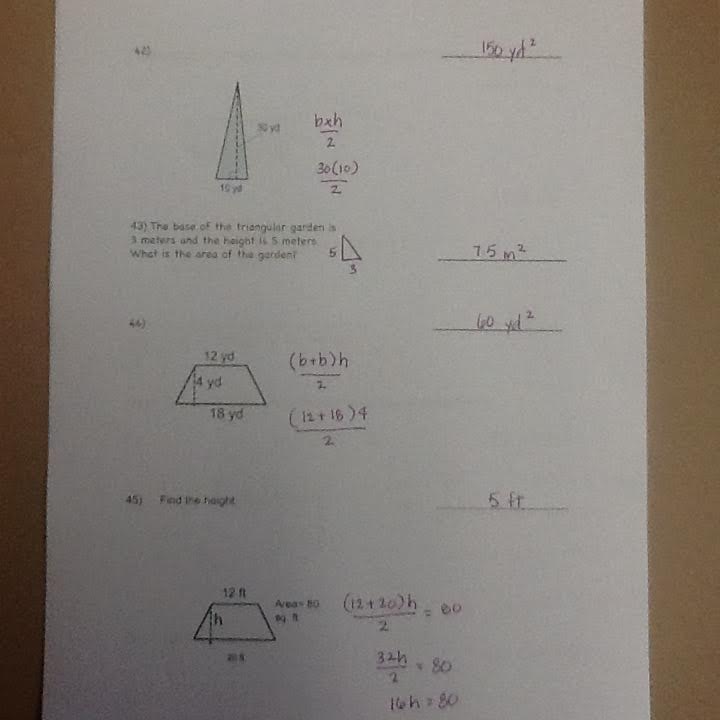 42)
150 yd²
30 yd
10 yd
bxh
2
30(10)
2
43) The base of the triangular garden is
3 meters and the height is 5 meters.
What is the area of the garden?
5
3
7.5 m²
44)
60 yd²
12 yd
4 yd
18 yd
(b+b)h
2
(12+18)4
2
45) Find the height
5 ft
12 ft
h
Area= 80
sq. ft
20 ft
(12+20)h = 80
2
32h = 80
2
16h = 80